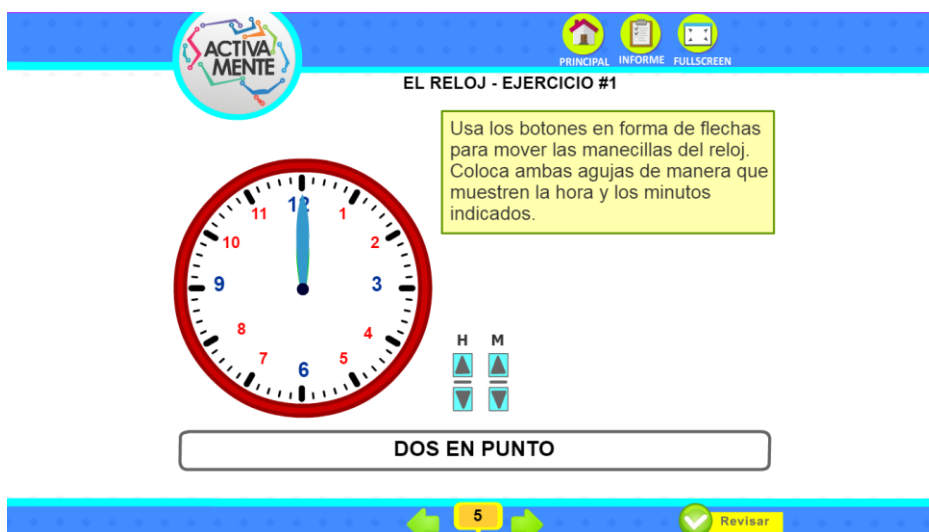 ACTIVA
MENTE
PRINCIPAL INFORME FULLSCREEN
EL RELOJ - EJERCICIO #1
Usa los botones en forma de flechas
para mover las manecillas del reloj.
Coloca ambas agujas de manera que
muestren la hora y los minutos
indicados.
11 12 1
10 2
9 3
8 4
7 6 5
H M
DOS EN PUNTO
5
Revisar